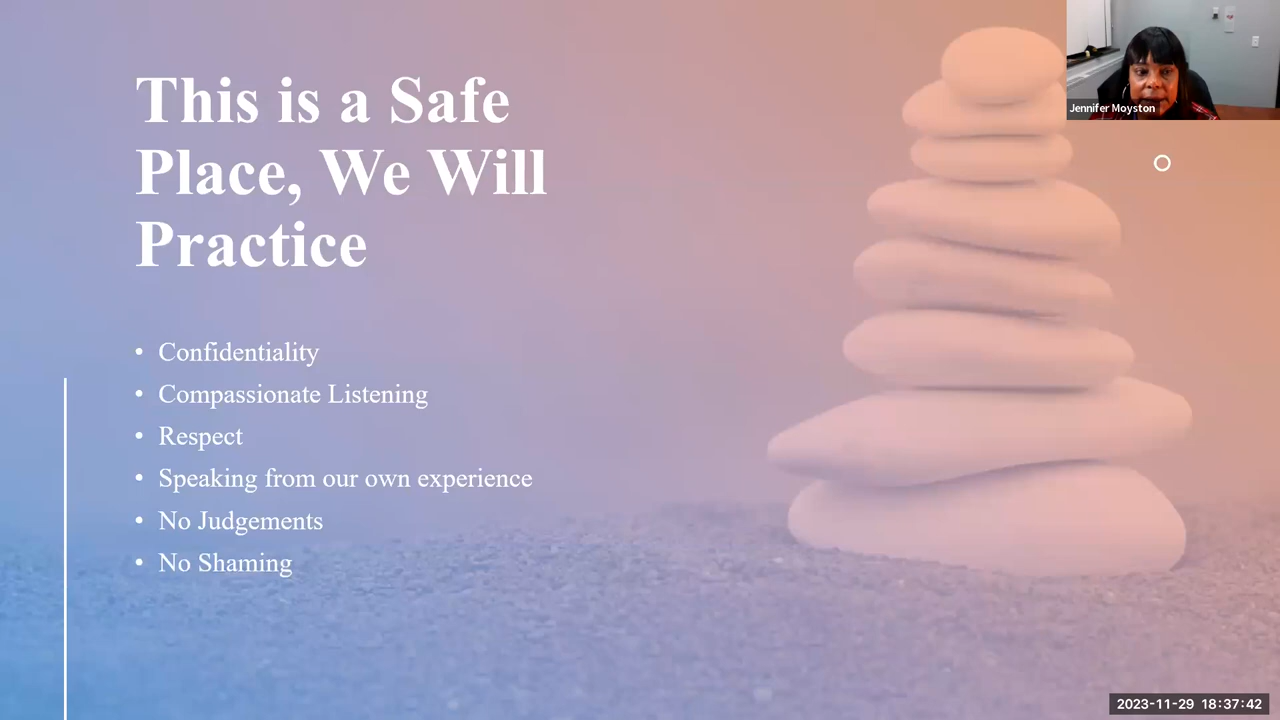 This is a Safe
Place, We Will
Practice
• Confidentiality
• Compassionate Listening
• Respect
• Speaking from our own experience
• No Judgements
• No Shaming
Jennifer Moyston
2023-11-29 18:37:42